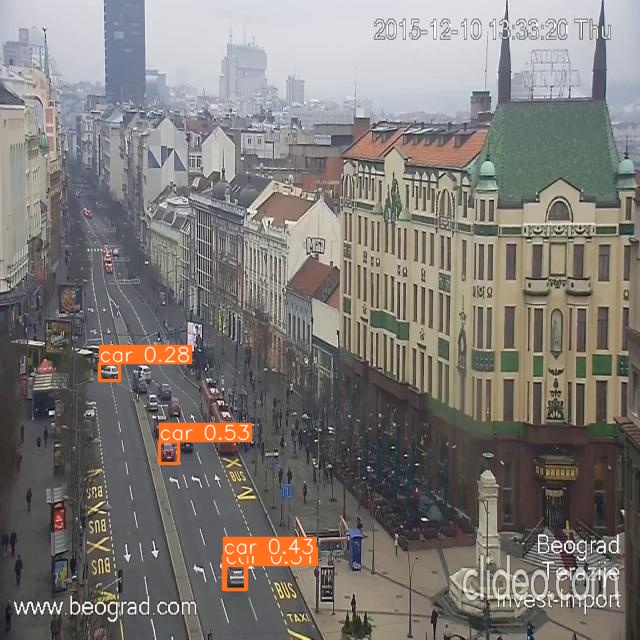 2015-12-10 13:33:20 Thu
car 0.28
car 0.53
car 0.43
BUS
BUS
BUS
BUS
TAXI
Beograd
Terazije
invest-import
clideo.com
www.beograd.com